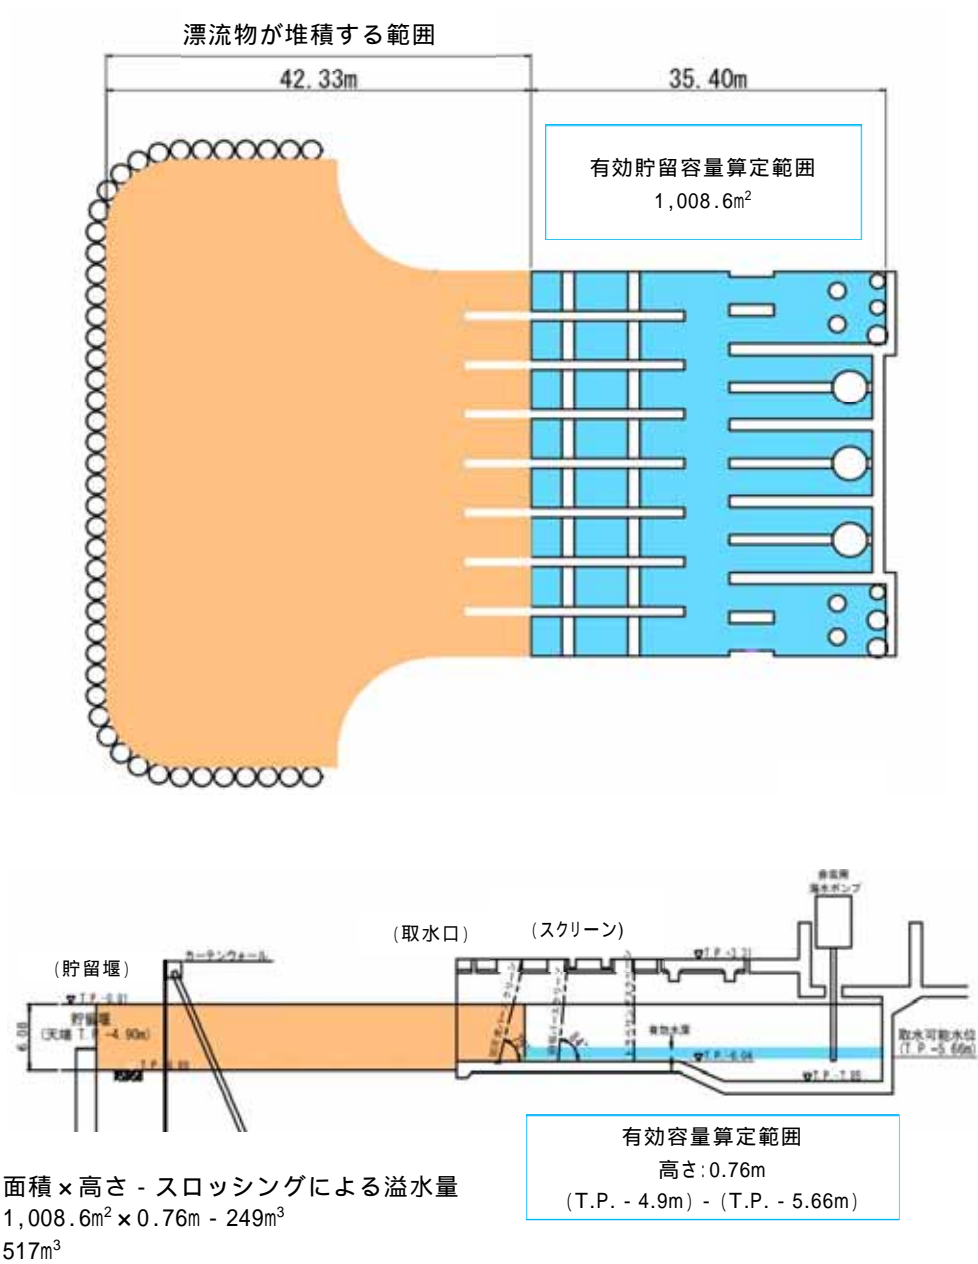 漂流物が堆積する範囲
42.33m
35.40m
有効貯留容量算定範囲
1,008.6m²
非常用
海水ポンプ
(取水口)
(スクリーン)
(貯留堰)
カーテンウォール
貯留堰
(天端 T.P.-4.90m)
6.08
有効水深
取水可能水位
(T.P.-5.66m)
T.P.-6.04
T.P.-7.85
有効容量算定範囲
高さ:0.76m
(T.P. - 4.9m) - (T.P. - 5.66m)
面積×高さ - スロッシングによる溢水量
1,008.6m²×0.76m - 249m³
517m³